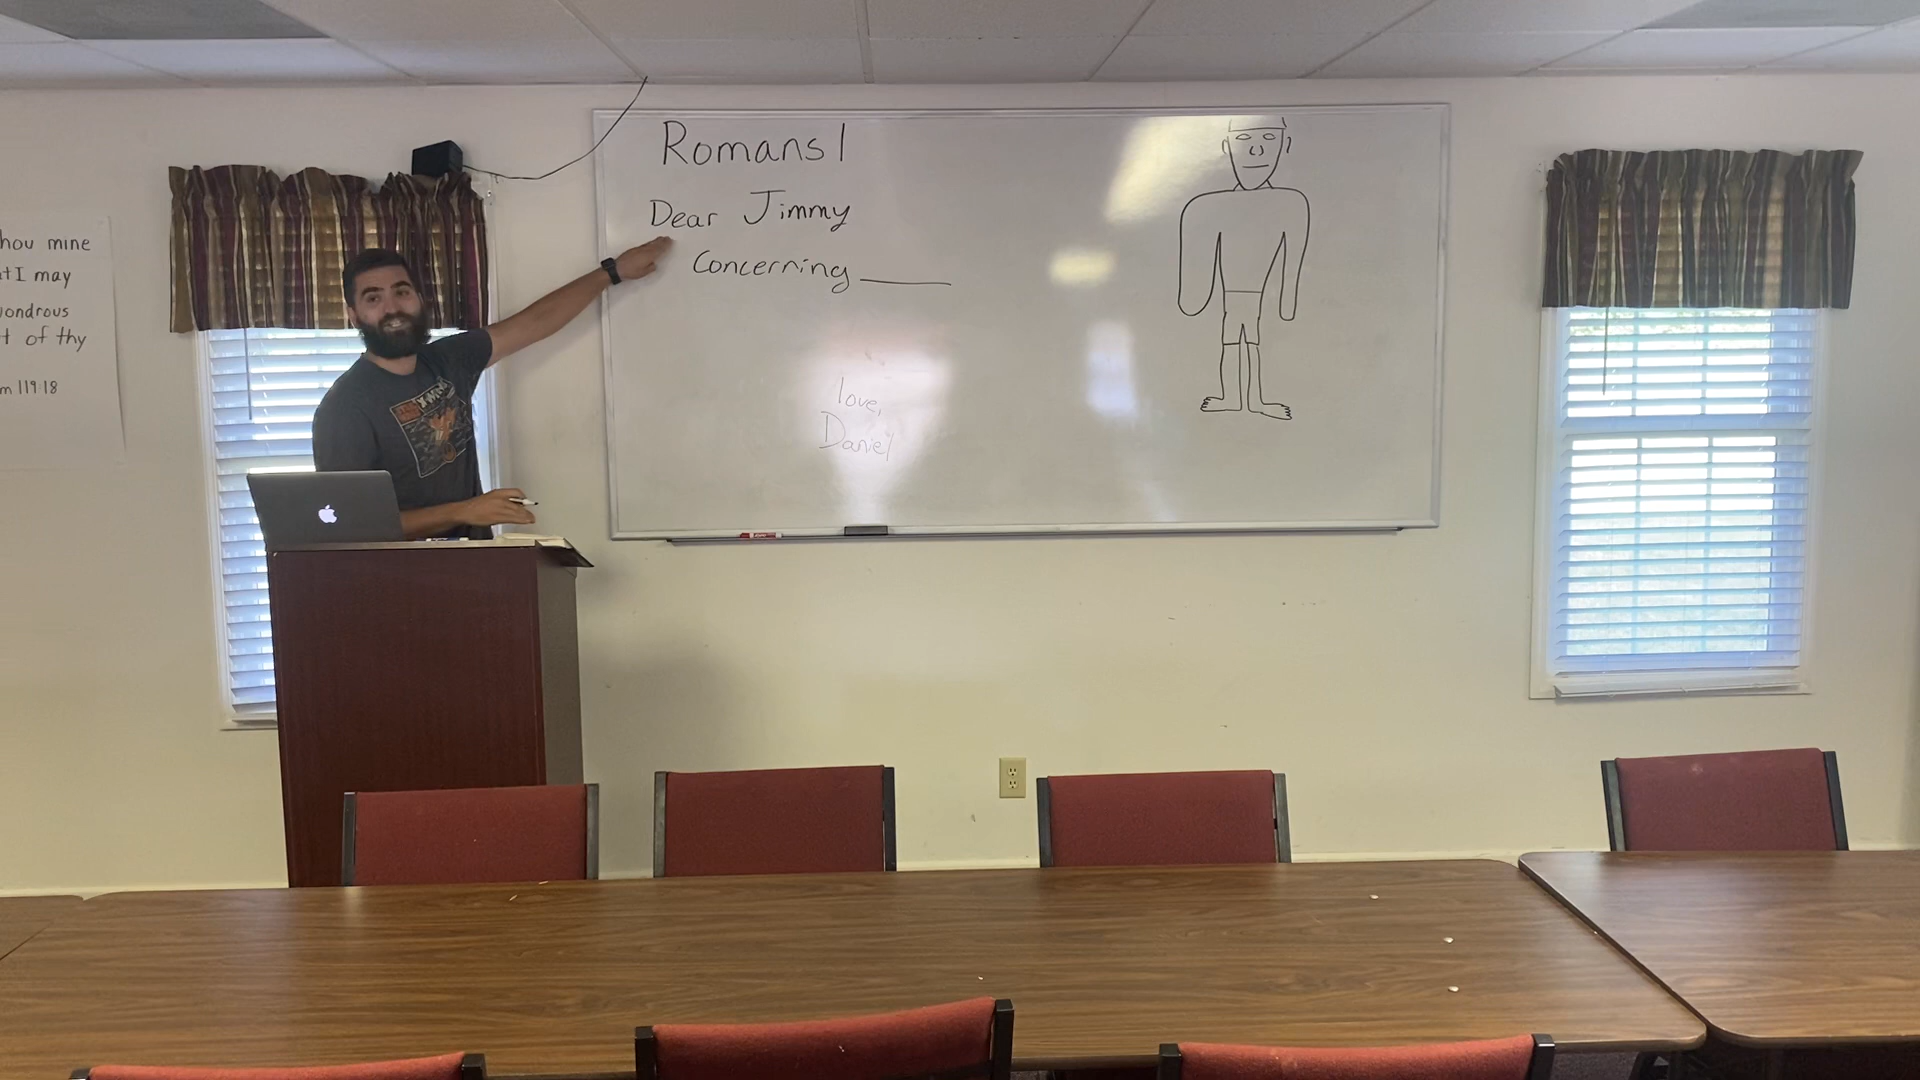 hou mine
t I may
ondrous
t of thy
m 119:18
Romans 1
Dear Jimmy
Concerning ____
love,
Daniel